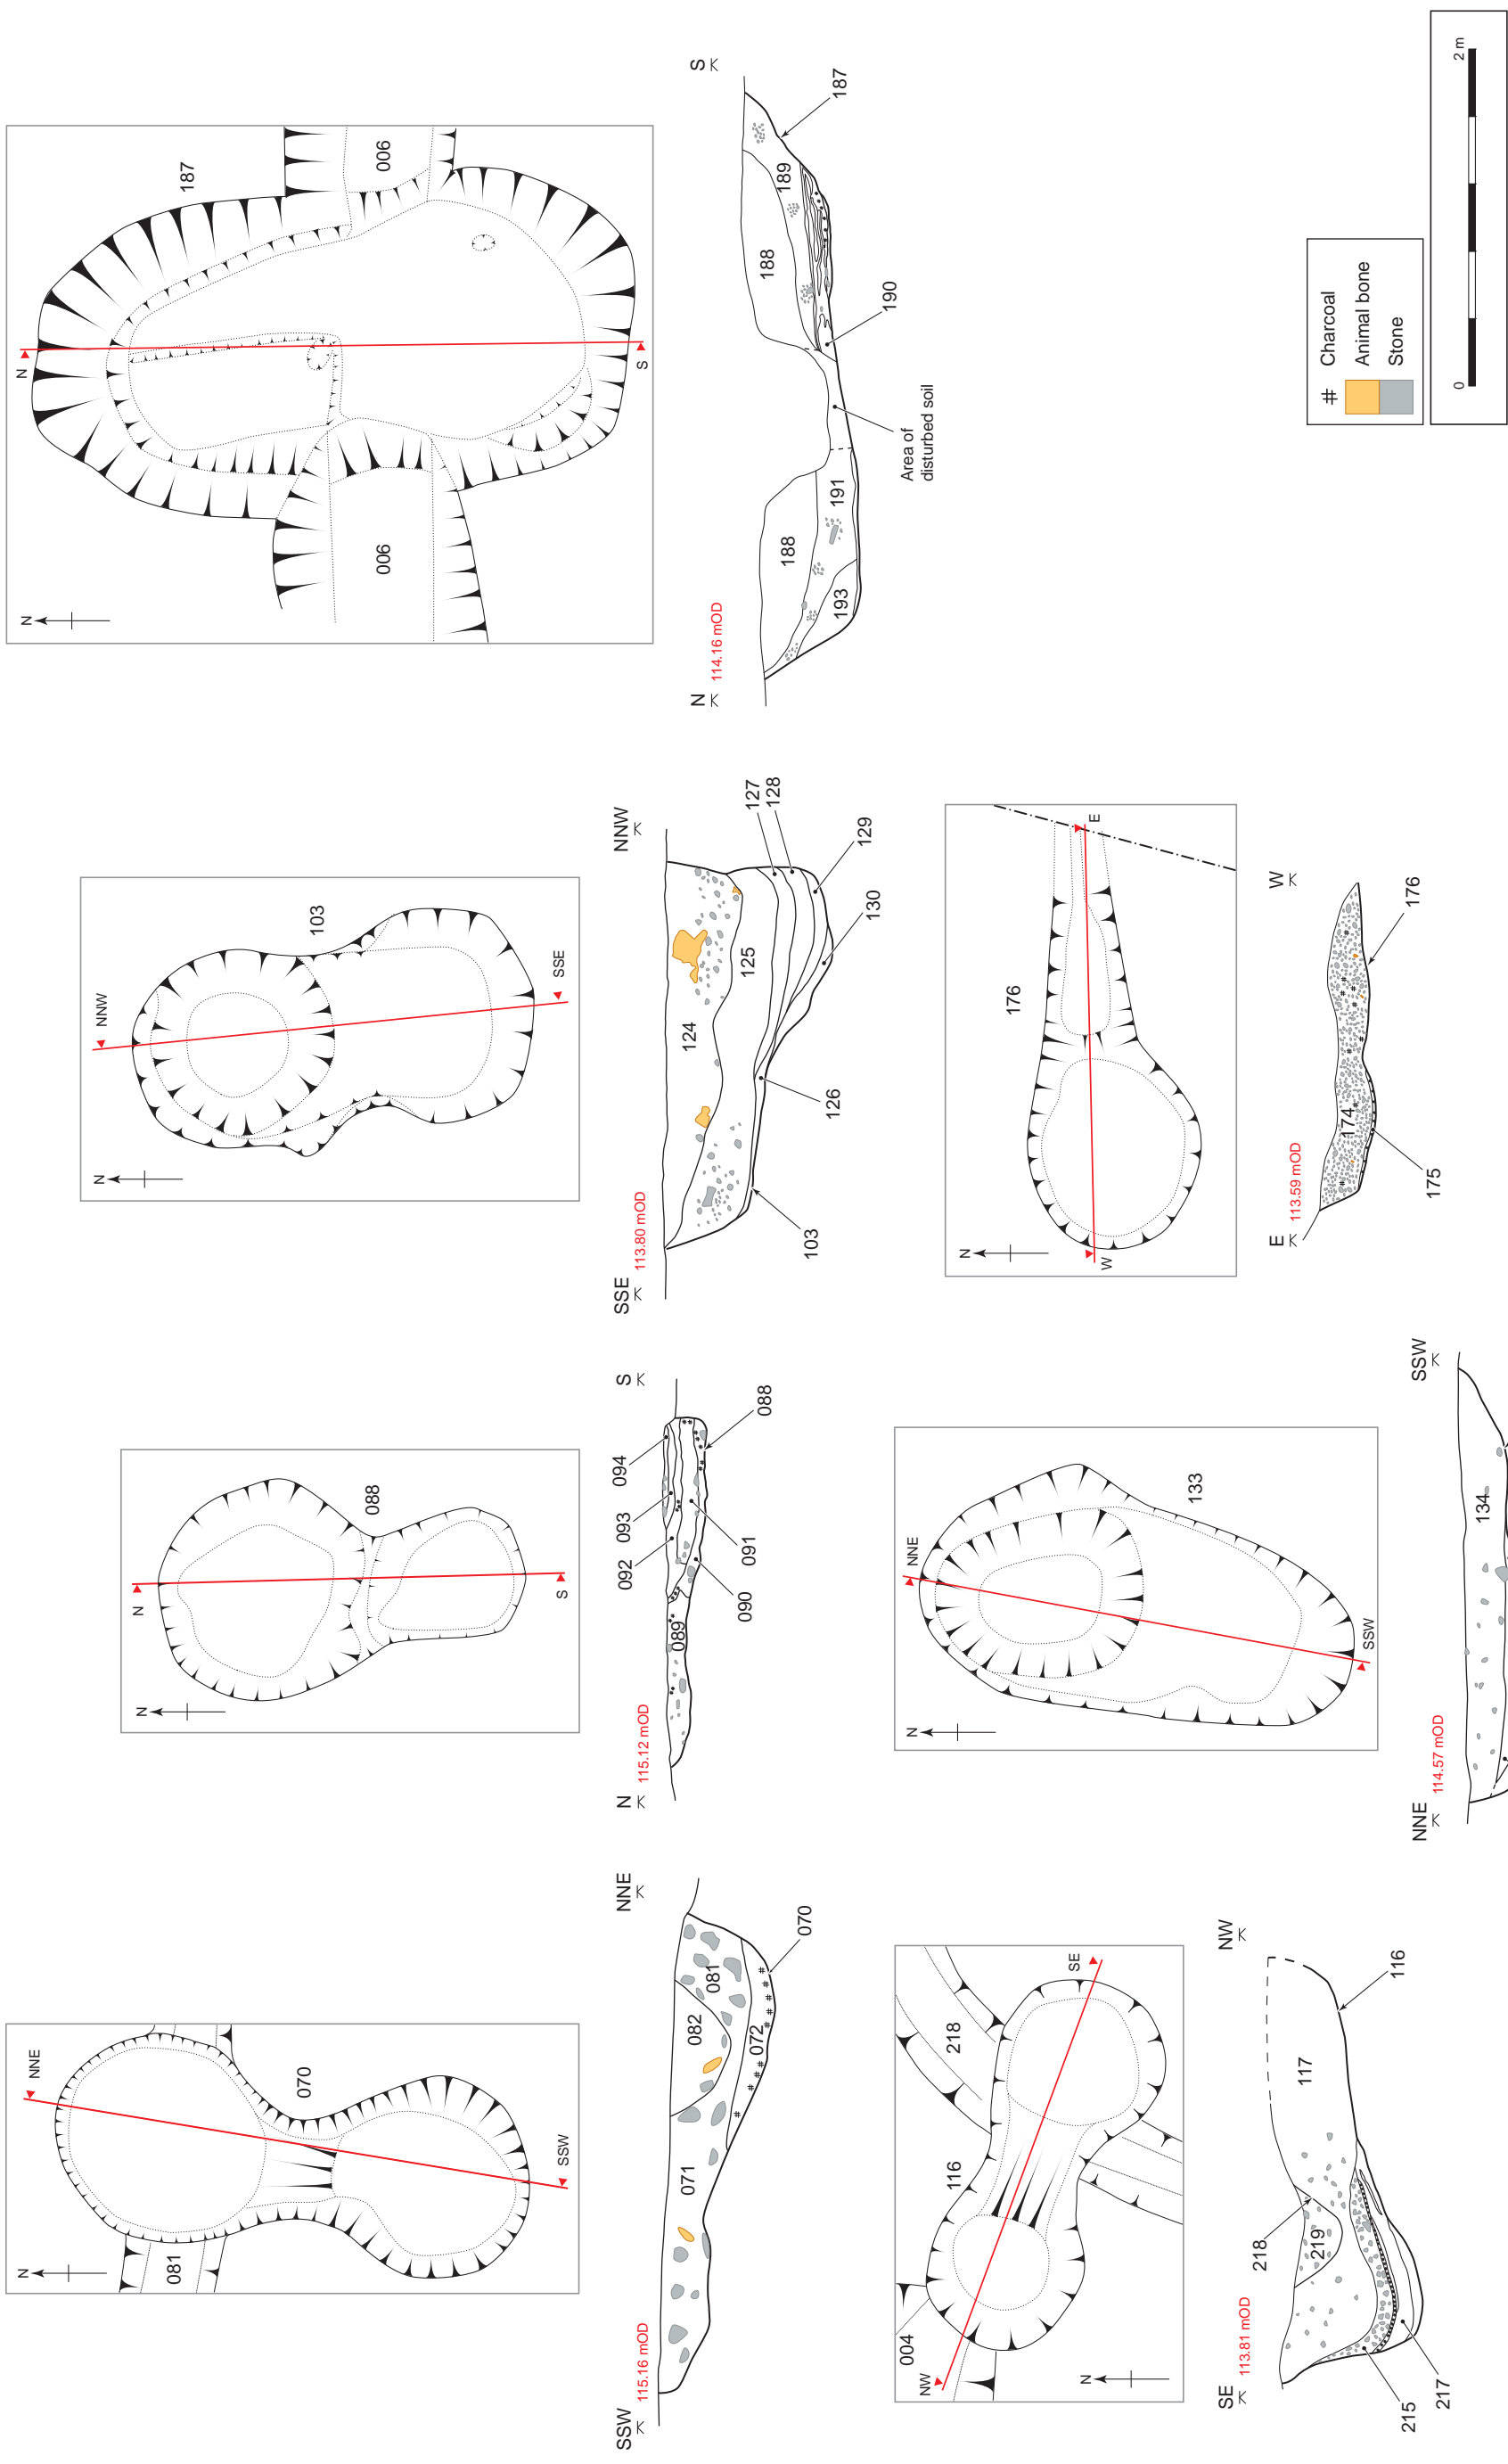 N
NNE
081
070
SSW
SSW
NNE
115.16 mOD
071
082
081
072
070
N
N
088
S
N
S
115.12 mOD
089
092
093
094
090
091
088
N
NNW
103
SSE
SSE
NNW
113.80 mOD
124
125
127
128
129
130
126
103
N
N
187
006
006
S
N
S
114.16 mOD
188
188
189
187
193
191
190
Area of
disturbed soil
004
NW
116
218
SE
N
SE
NW
113.81 mOD
218
219
117
116
215
217
N
NNE
133
SSW
NNE
SSW
114.57 mOD
134
N
W
176
E
E
W
113.59 mOD
174
175
176
Charcoal
Animal bone
Stone
0
2 m